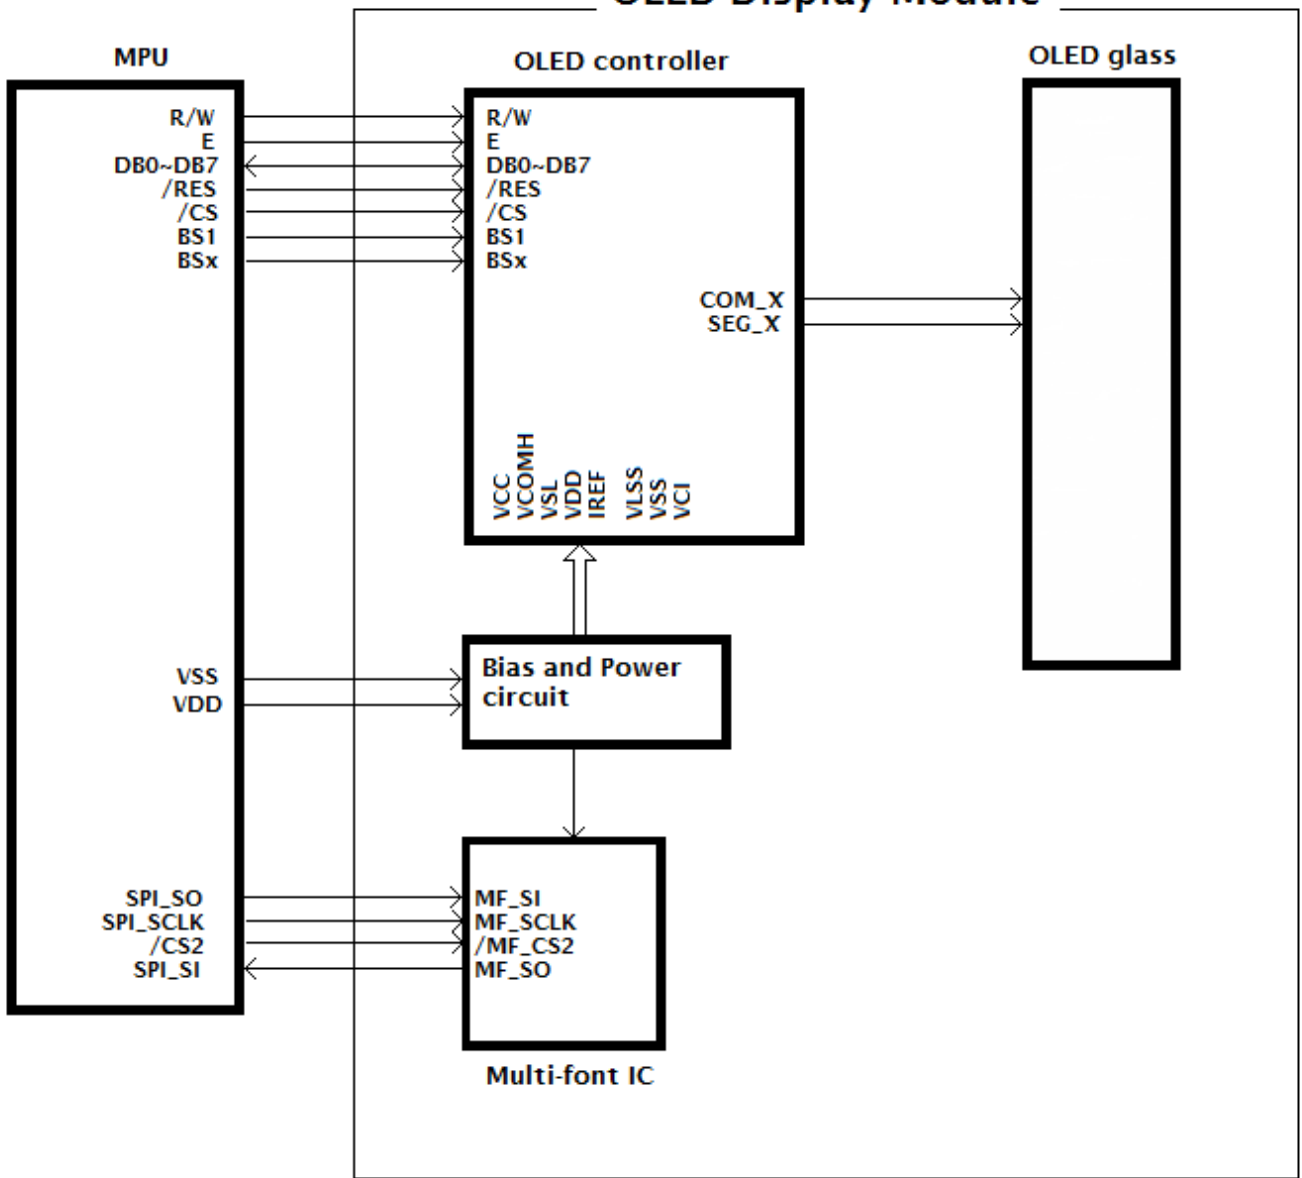 OLED Display Module
MPU
OLED controller
OLED glass
R/W
E
DB0~DB7
/RES
/CS
BS1
BSx
R/W
E
DB0~DB7
/RES
/CS
BS1
BSx
COM_X
SEG_X
VCC
VCOMH
VSL
VDD
IREF
VLSS
VSS
VCI
VSS
VDD
Bias and Power
circuit
SPI_SO
SPI_SCLK
/CS2
SPI_SI
MF_SI
MF_SCLK
/MF_CS2
MF_SO
Multi-font IC